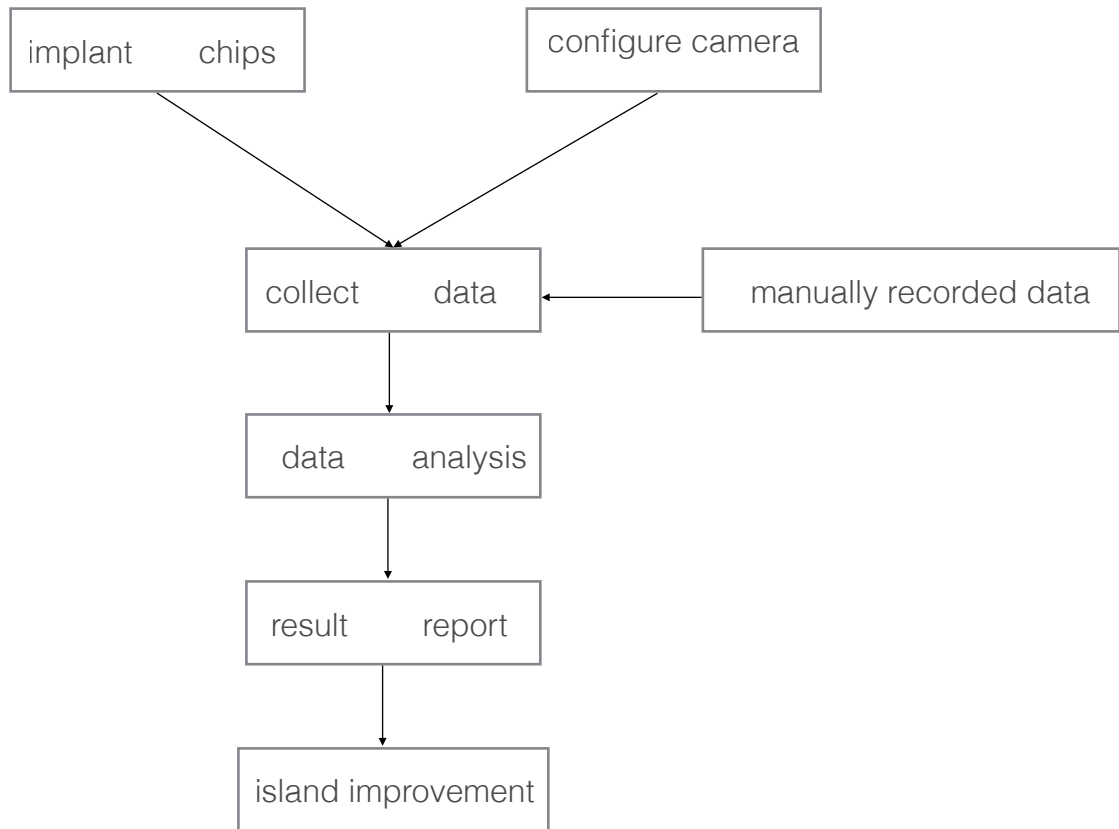 implant chips
configure camera
collect data
manually recorded data
data analysis
result report
island improvement